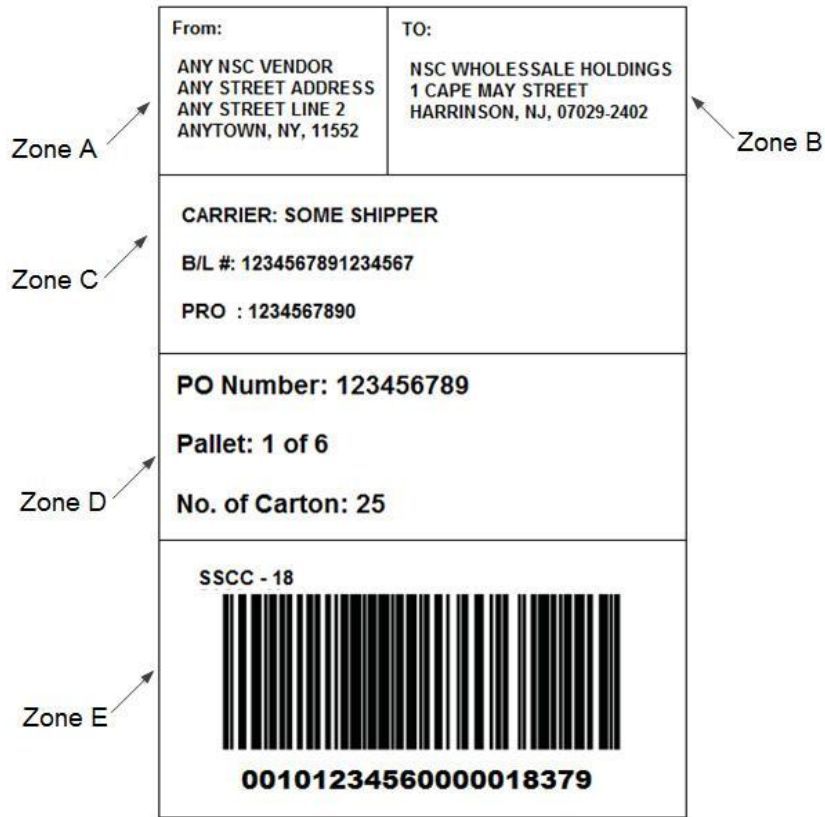 From:
ANY NSC VENDOR
ANY STREET ADDRESS
ANY STREET LINE 2
ANYTOWN, NY, 11552
TO:
NSC WHOLESSALE HOLDINGS
1 CAPE MAY STREET
HARRINSON, NJ, 07029-2402
Zone A
Zone B
CARRIER: SOME SHIPPER
B/L #: 1234567891234567
PRO : 1234567890
Zone C
PO Number: 123456789
Pallet: 1 of 6
No. of Carton: 25
Zone D
SSCC - 18
00101234560000018379
Zone E